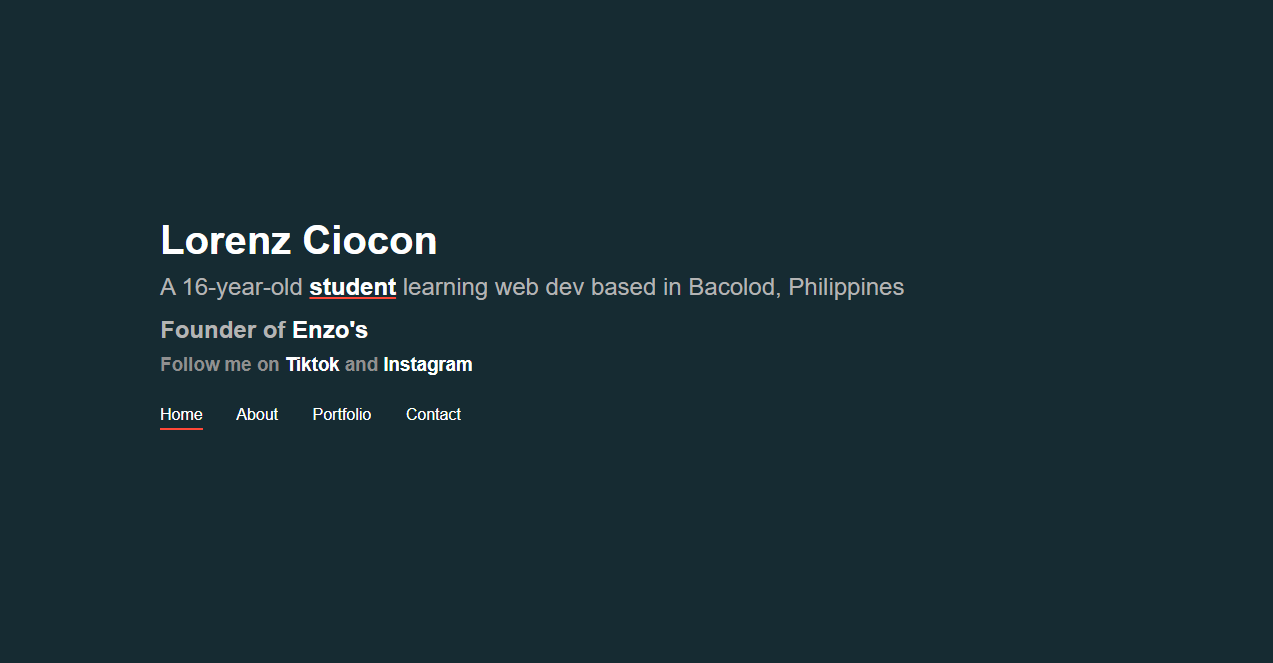 Lorenz Ciocon
A 16-year-old student learning web dev based in Bacolod, Philippines
Founder of Enzo's
Follow me on Tiktok and Instagram
Home About Portfolio Contact